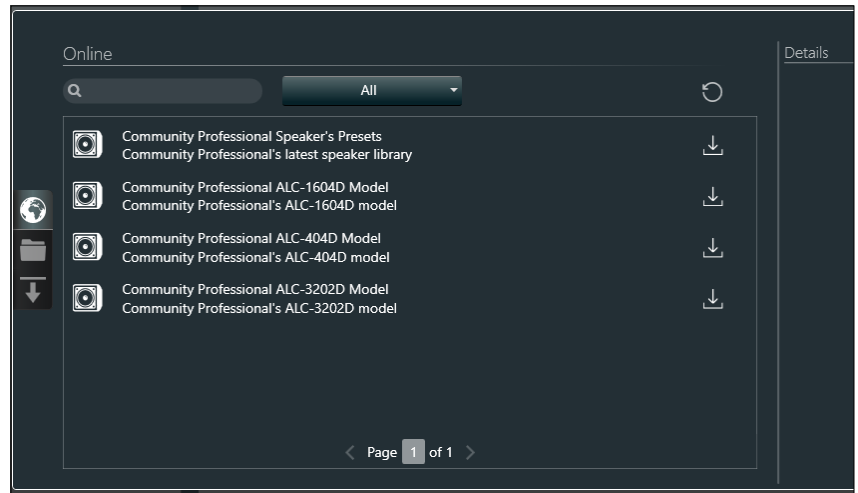 Online
Details
All
Community Professional Speaker's Presets
Community Professional's latest speaker library
Community Professional ALC-1604D Model
Community Professional's ALC-1604D model
Community Professional ALC-404D Model
Community Professional's ALC-404D model
Community Professional ALC-3202D Model
Community Professional's ALC-3202D model
Page 1 of 1